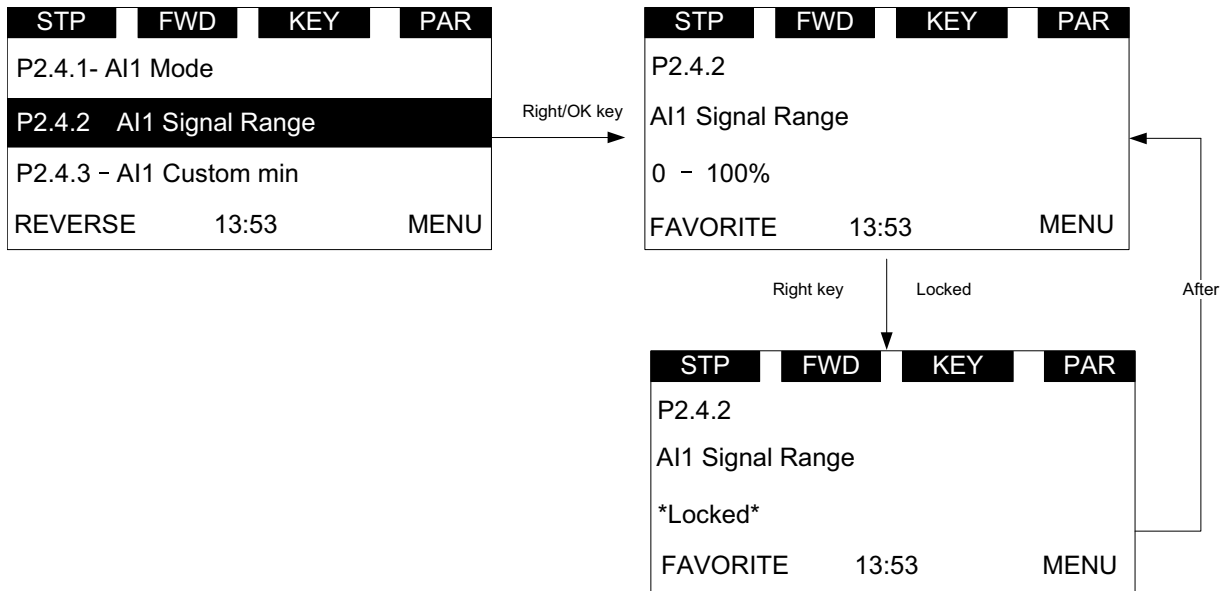 STP FWD KEY PAR
P2.4.1- AI1 Mode
P2.4.2 AI1 Signal Range
P2.4.3 – AI1 Custom min
REVERSE 13:53 MENU
Right/OK key
STP FWD KEY PAR
P2.4.2
AI1 Signal Range
0 – 100%
FAVORITE 13:53 MENU
Right key Locked
After
STP FWD KEY PAR
P2.4.2
AI1 Signal Range
*Locked*
FAVORITE 13:53 MENU